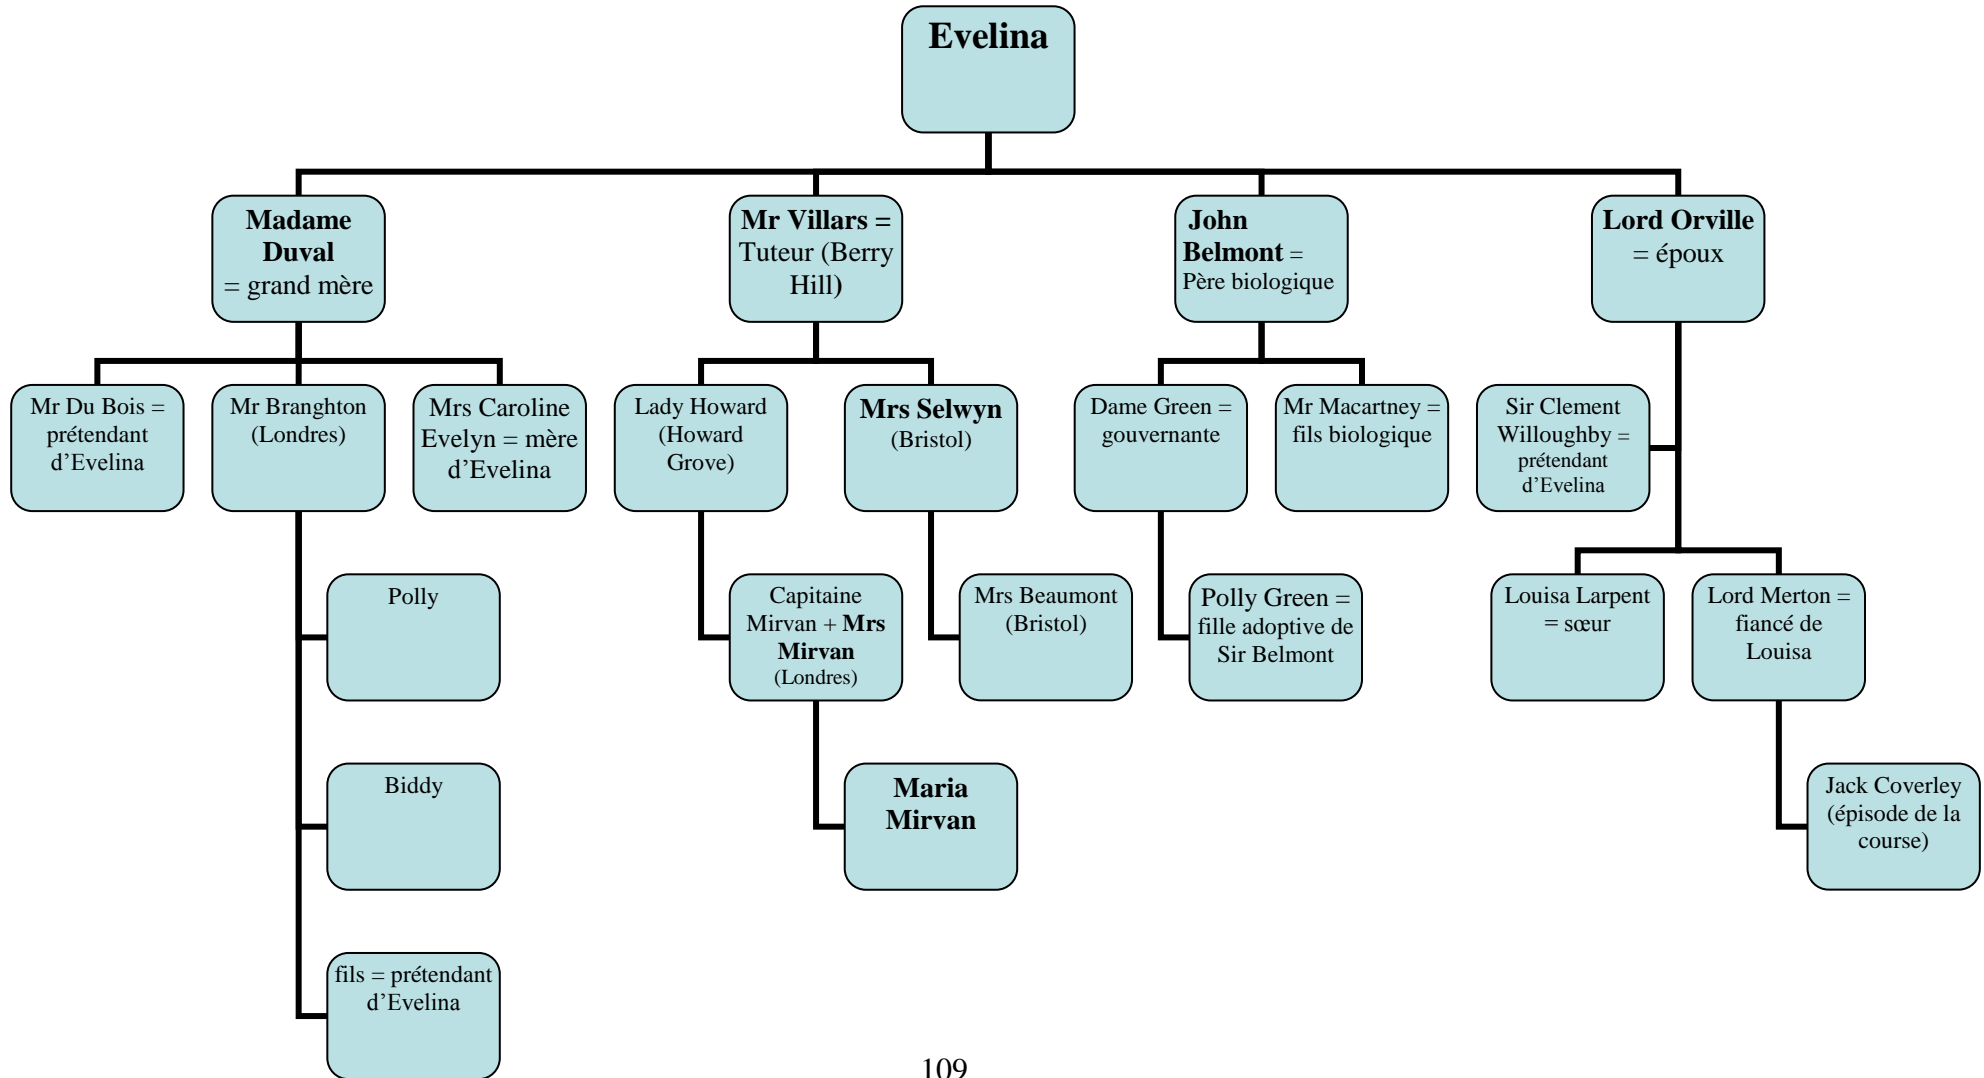 Evelina
Madame
Duval
= grand mère
Mr Villars =
Tuteur (Berry
Hill)
John
Belmont =
Père biologique
Lord Orville
= époux
Mr Du Bois =
prétendant
d’Evelina
Mr Branghton
(Londres)
Mrs Caroline
Evelyn = mère
d’Evelina
Lady Howard
(Howard
Grove)
Mrs Selwyn
(Bristol)
Dame Green =
gouvernante
Mr Macartney =
fils biologique
Sir Clement
Willoughby =
prétendant
d’Evelina
Polly
Capitaine
Mirvan + Mrs
Mirvan
(Londres)
Mrs Beaumont
(Bristol)
Polly Green =
fille adoptive de
Sir Belmont
Louisa Larpent
= sœur
Lord Merton =
fiancé de
Louisa
Biddy
Maria
Mirvan
Jack Coverley
(épisode de la
course)
fils = prétendant
d’Evelina
109